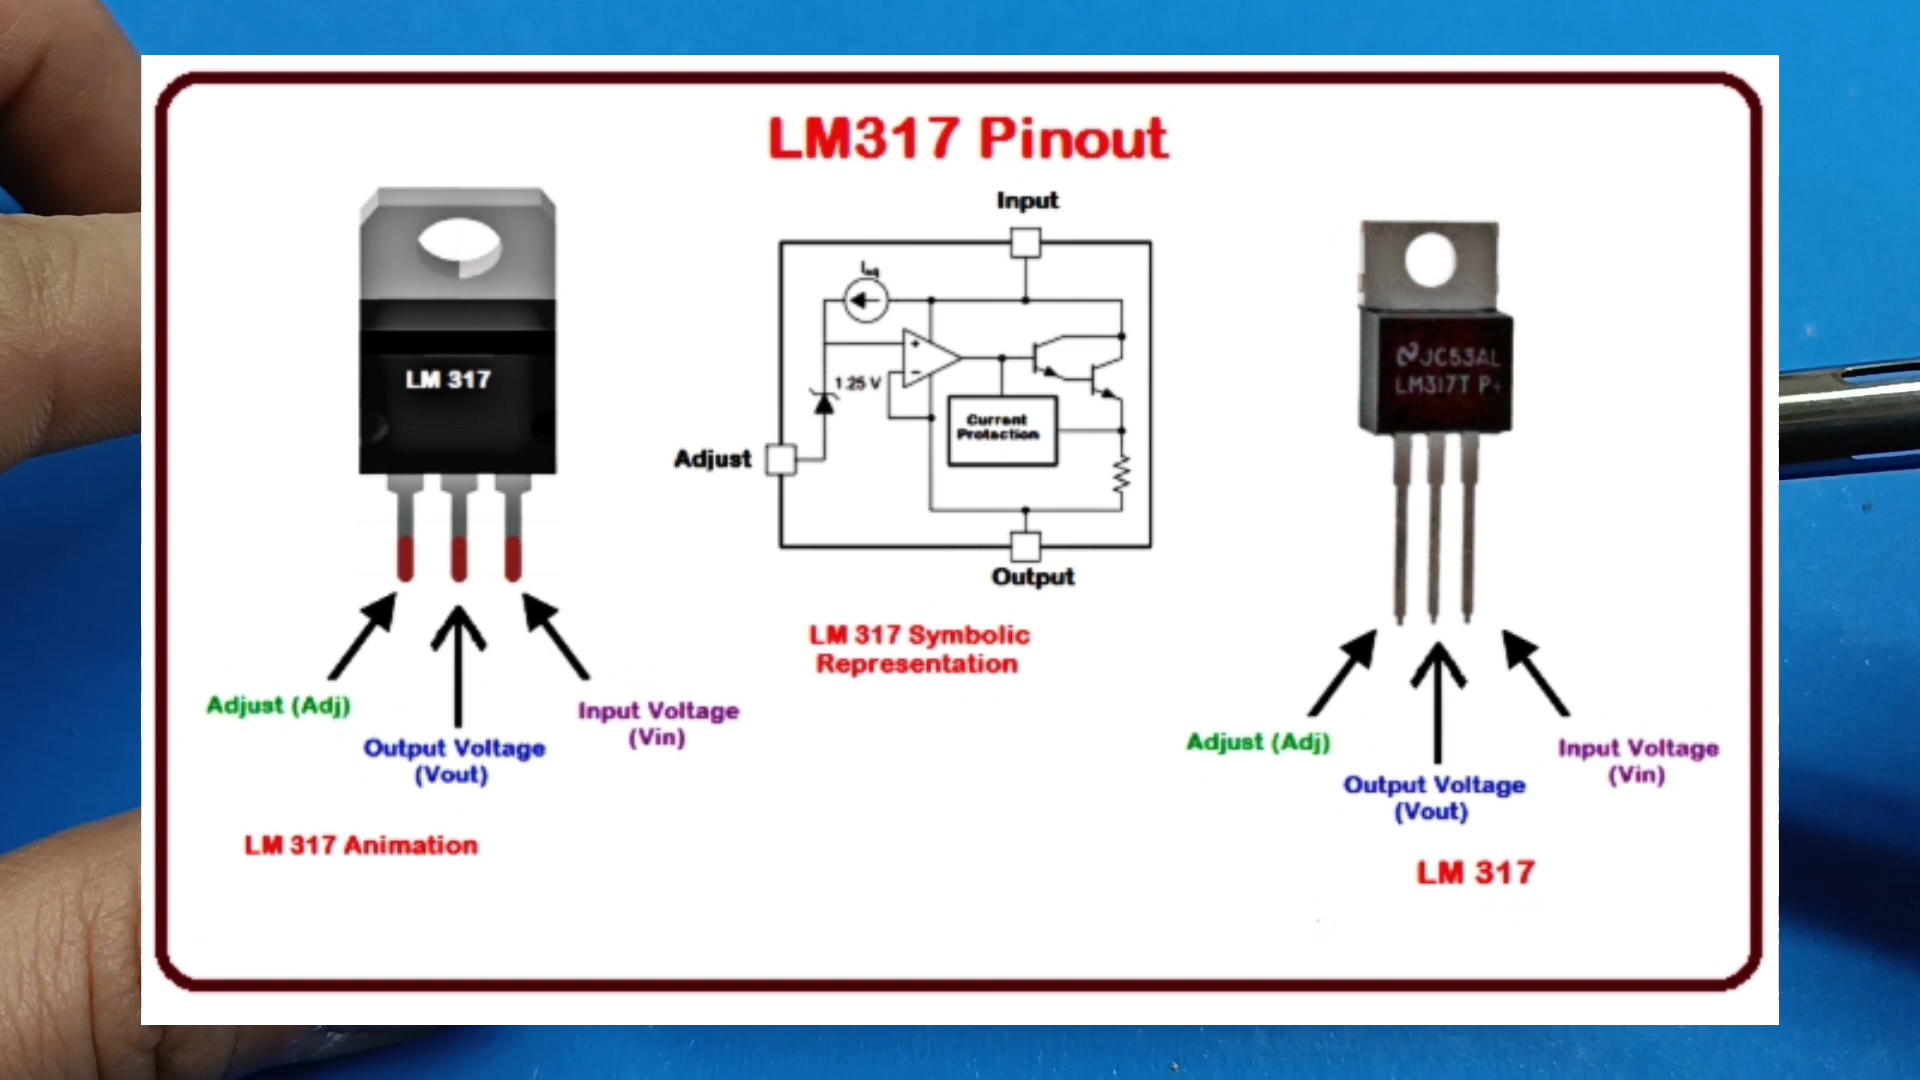 LM317 Pinout
LM 317
Adjust (Adj)
Output Voltage
(Vout)
Input Voltage
(Vin)
LM 317 Animation
Input
1.25 V
Current
Protection
Adjust
Output
LM 317 Symbolic
Representation
JC53AL
LM317T P+
Adjust (Adj)
Output Voltage
(Vout)
Input Voltage
(Vin)
LM 317